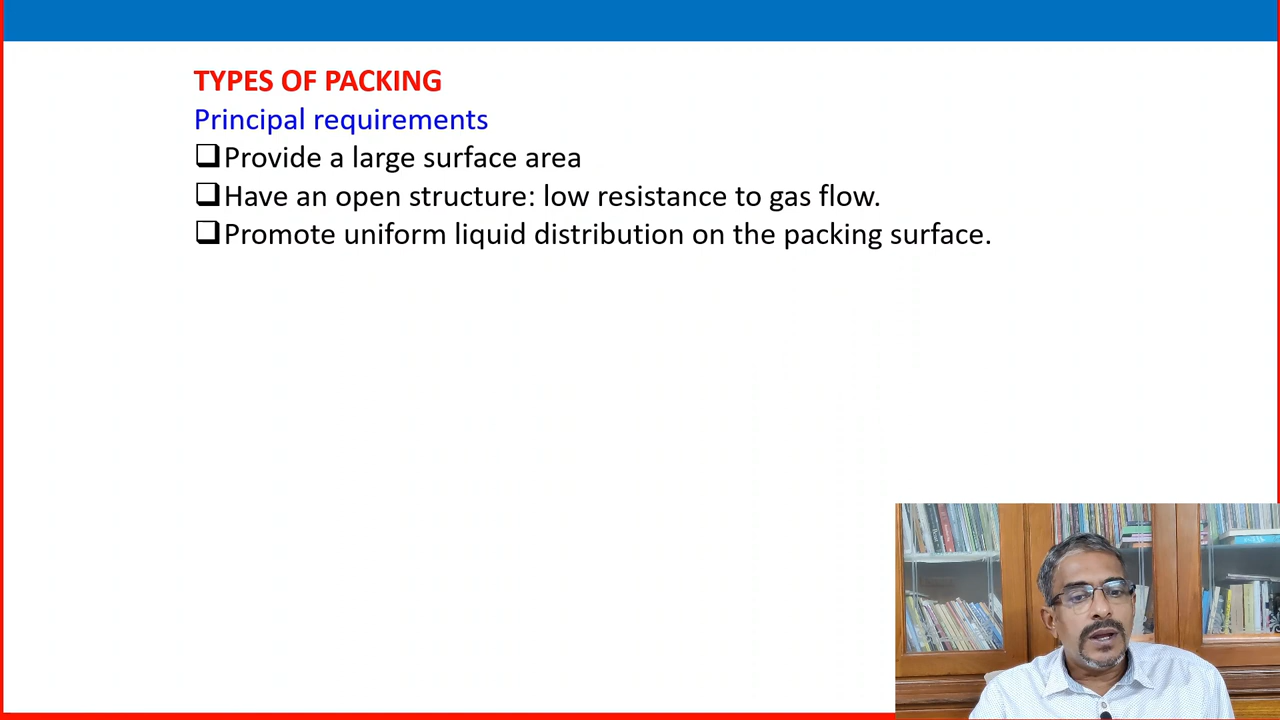 TYPES OF PACKING
Principal requirements
❑Provide a large surface area
❑Have an open structure: low resistance to gas flow.
❑Promote uniform liquid distribution on the packing surface.